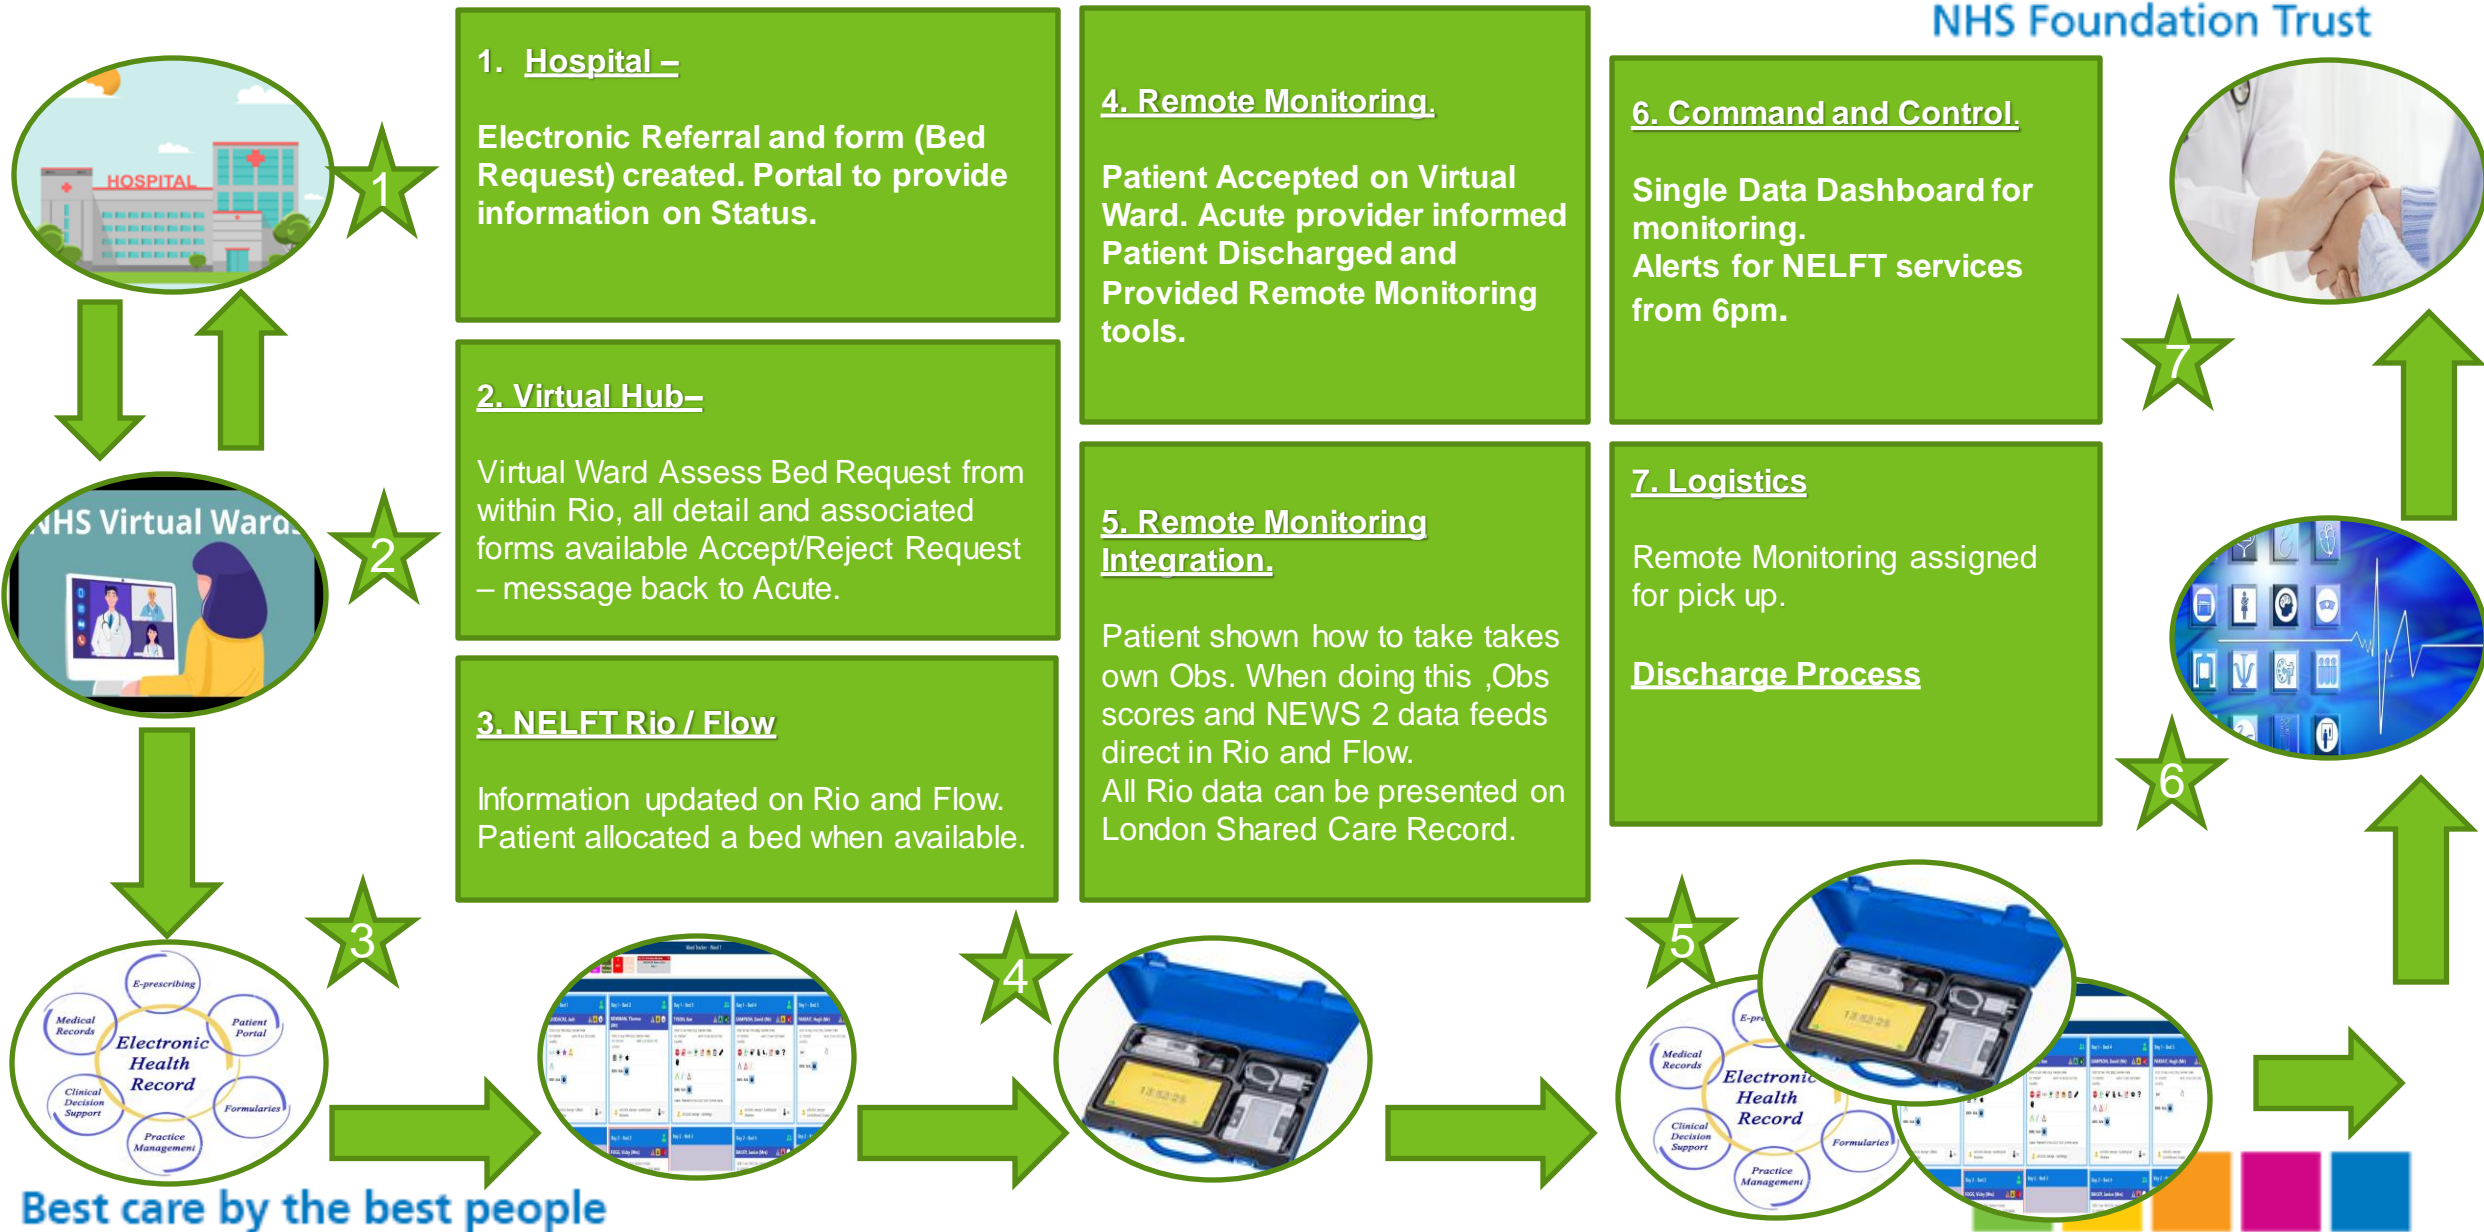 NHS Foundation Trust
1. Hospital –
Electronic Referral and form (Bed
Request) created. Portal to provide
information on Status.
2. Virtual Hub–
Virtual Ward Assess Bed Request from
within Rio, all detail and associated
forms available Accept/Reject Request
– message back to Acute.
3. NELFT Rio / Flow
Information updated on Rio and Flow.
Patient allocated a bed when available.
4. Remote Monitoring.
Patient Accepted on Virtual
Ward. Acute provider informed
Patient Discharged and
Provided Remote Monitoring
tools.
5. Remote Monitoring
Integration.
Patient shown how to take takes
own Obs. When doing this ,Obs
scores and NEWS 2 data feeds
direct in Rio and Flow.
All Rio data can be presented on
London Shared Care Record.
6. Command and Control.
Single Data Dashboard for
monitoring.
Alerts for NELFT services
from 6pm.
7. Logistics
Remote Monitoring assigned
for pick up.
Discharge Process
HOSPITAL
1
NHS Virtual Wards
2
3
E-prescribing
Medical
Records
Patient
Portal
Electronic
Health
Record
Clinical
Decision
Support
Formularies
Practice
Management
4
13:52:25
5
Medical
Records
Electronic
Health
Record
Clinical
Decision
Support
Formularies
Practice
Management
13:52:25
6
7
Best care by the best people